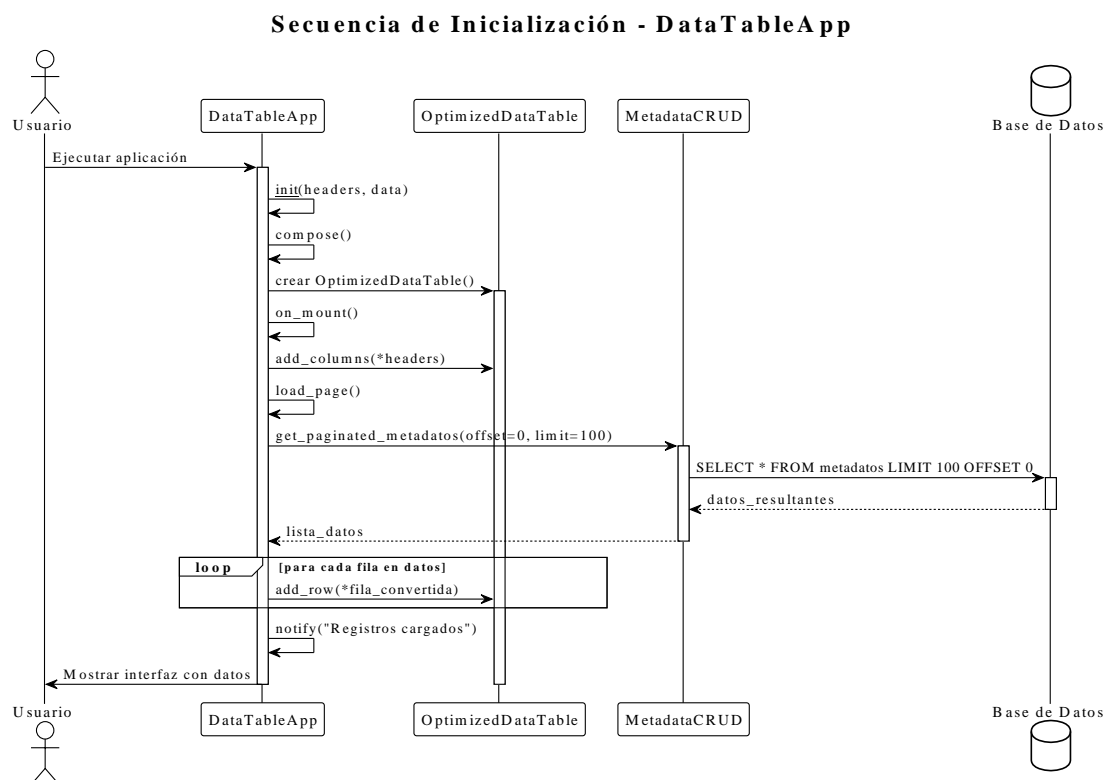 Secuencia de Inicialización - DataTableApp
Usuario
DataTableApp
OptimizedDataTable
MetadataCRUD
Base de Datos
Ejecutar aplicación
init(headers, data)
compose()
crear OptimizedDataTable()
on_mount()
add_columns(*headers)
load_page()
get_paginated_metadatos(offset=0, limit=100)
SELECT * FROM metadatos LIMIT 100 OFFSET 0
datos_resultantes
lista_datos
loop [para cada fila en datos]
add_row(*fila_convertida)
notify("Registros cargados")
Mostrar interfaz con datos
Usuario
DataTableApp
OptimizedDataTable
MetadataCRUD
Base de Datos